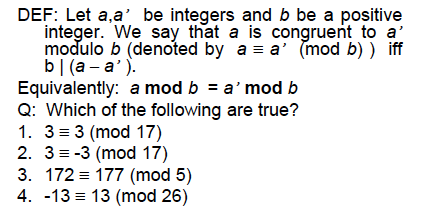 DEF: Let a,a’ be integers and b be a positive
integer. We say that a is congruent to a’
modulo b (denoted by a ≡ a’ (mod b) ) iff
b | (a – a’ ).
Equivalently: a mod b = a’ mod b
Q: Which of the following are true?
1. 3 ≡ 3 (mod 17)
2. 3 ≡ -3 (mod 17)
3. 172 ≡ 177 (mod 5)
4. -13 ≡ 13 (mod 26)